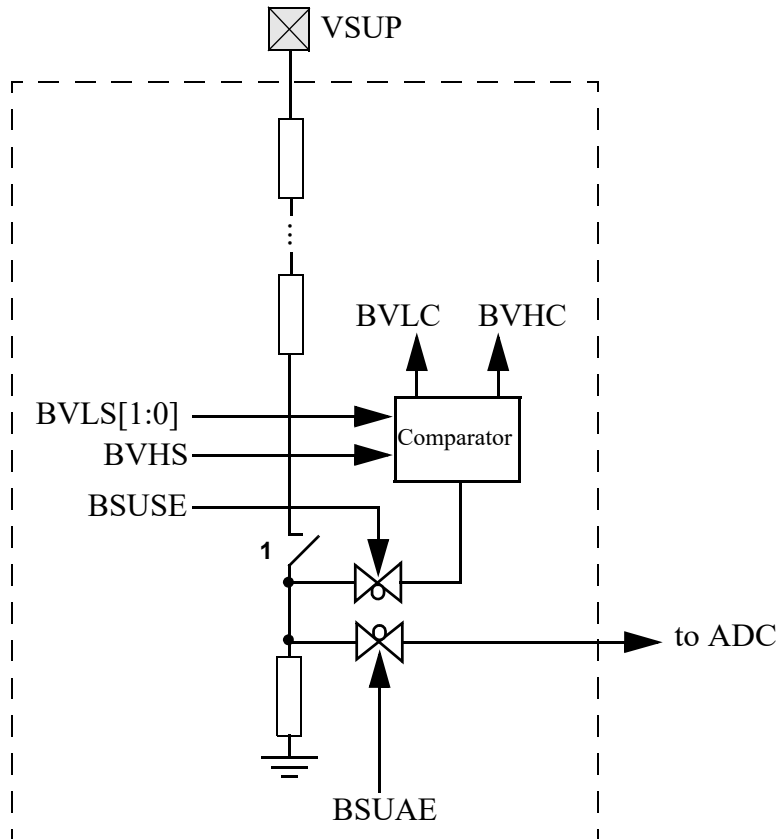 VSUP
...
BVLC BVHC
BVLS[1:0]
Comparator
BVHS
BSUSE
1
to ADC
BSUAE